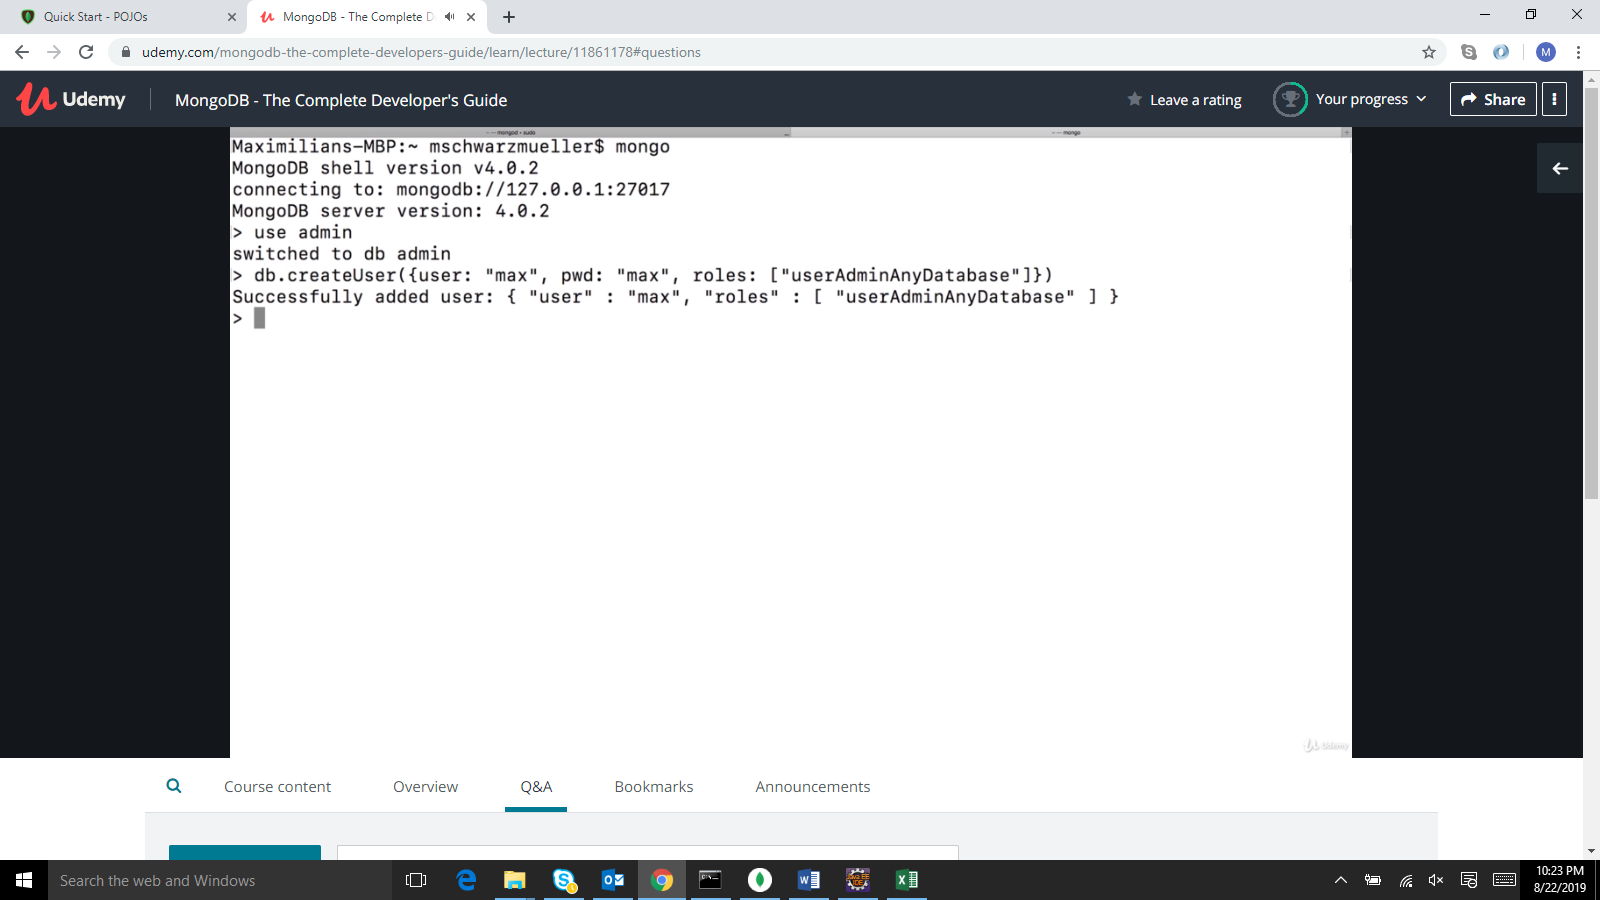 Quick Start - POJOs
MongoDB - The Complete D
udemy.com/mongodb-the-complete-developers-guide/learn/lecture/11861178#questions
M
Udemy
MongoDB - The Complete Developer's Guide
Leave a rating
Your progress
Share
mongod • sudo
mongo
Maximilians-MBP:~ mschwarzmueller$ mongo
MongoDB shell version v4.0.2
connecting to: mongodb://127.0.0.1:27017
MongoDB server version: 4.0.2
> use admin
switched to db admin
> db.createUser({user: "max", pwd: "max", roles: ["userAdminAnyDatabase"]})
Successfully added user: { "user" : "max", "roles" : [ "userAdminAnyDatabase" ] }
>
Udemy
Course content
Overview
Q&A
Bookmarks
Announcements
Search the web and Windows
10:23 PM
8/22/2019